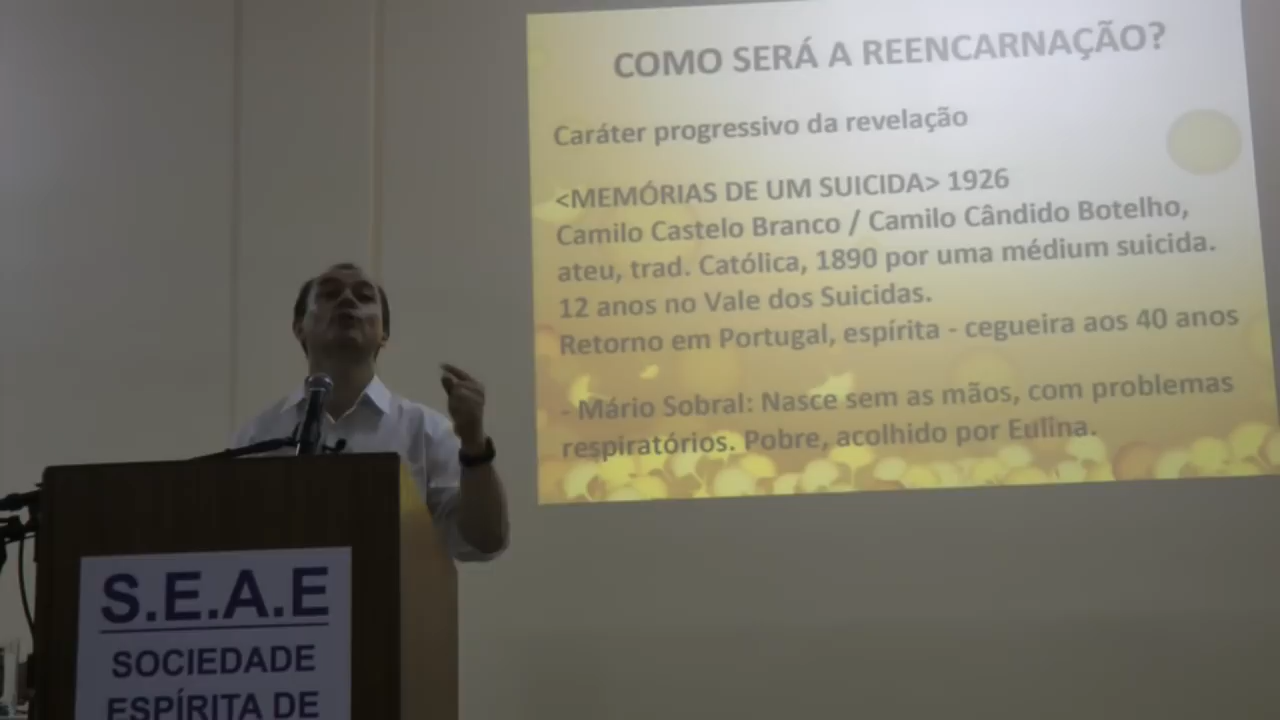 COMO SERÁ A REENCARNAÇÃO?
Caráter progressivo da revelação
<MEMÓRIAS DE UM SUICIDA> 1926
Camilo Castelo Branco / Camilo Cândido Botelho,
ateu, trad. Católica, 1890 por uma médium suicida.
12 anos no Vale dos Suicidas.
Retorno em Portugal, espírita - cegueira aos 40 anos
- Mário Sobral: Nasce sem as mãos, com problemas
respiratórios. Pobre, acolhido por Eulina.
S.E.A.E
SOCIEDADE
ESPÍRITA DE